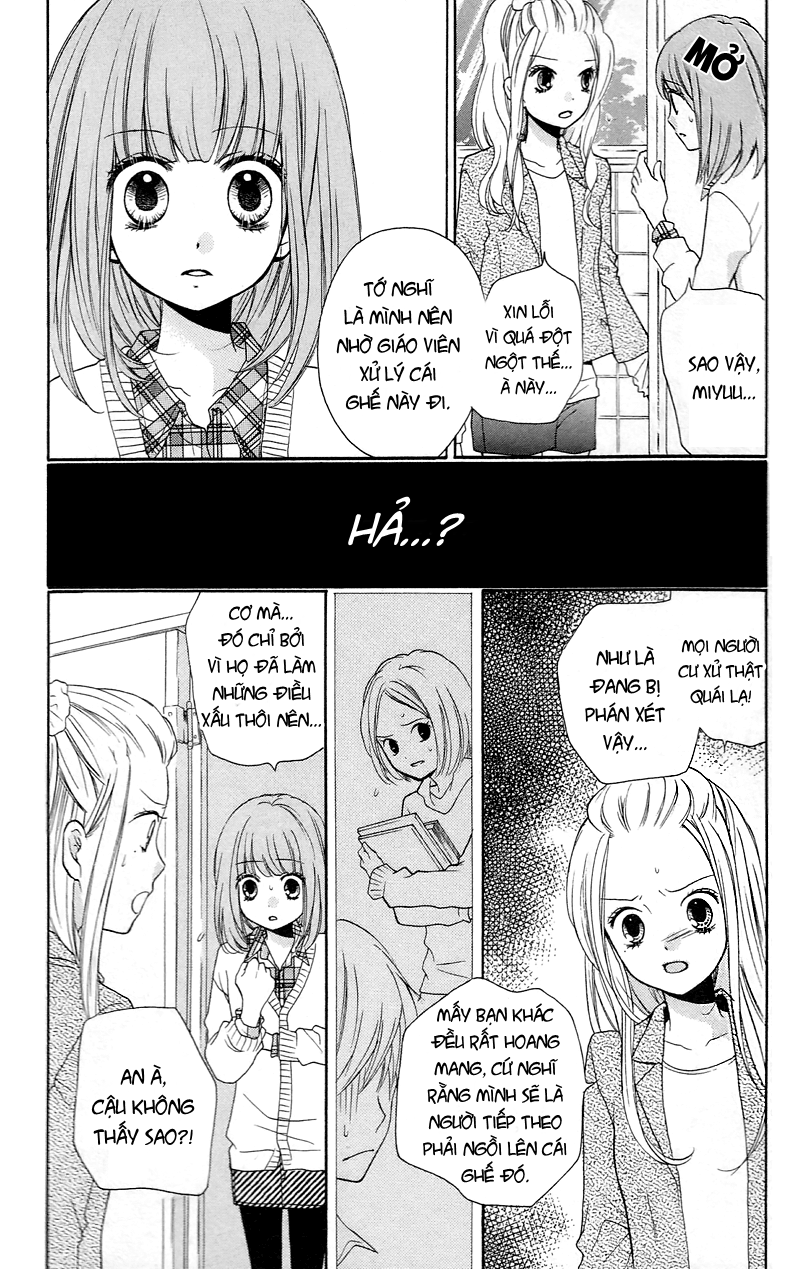 MỞ
SAO VẬY,
MIYUU...
XIN LỖI
VÌ QUÁ ĐỘT
NGỘT THẾ...
À NÀY...
TỚ NGHĨ
LÀ MÌNH NÊN
NHỜ GIÁO VIÊN
XỬ LÝ CÁI
GHẾ NÀY ĐI.
HẢ...?
MỌI NGƯỜI
CƯ XỬ THẬT
QUÁI LẠ!
NHƯ LÀ
ĐANG BỊ
PHÁN XÉT
VẬY...
MẤY BẠN KHÁC
ĐỀU RẤT HOANG
MANG, CỨ NGHĨ
RẰNG MÌNH SẼ LÀ
NGƯỜI TIẾP THEO
PHẢI NGỒI LÊN CÁI
GHẾ ĐÓ.
CƠ MÀ...
ĐÓ CHỈ BỞI
VÌ HỌ ĐÃ LÀM
NHỮNG ĐIỀU
XẤU THÔI NÊN...
AN À,
CẬU KHÔNG
THẤY SAO?!